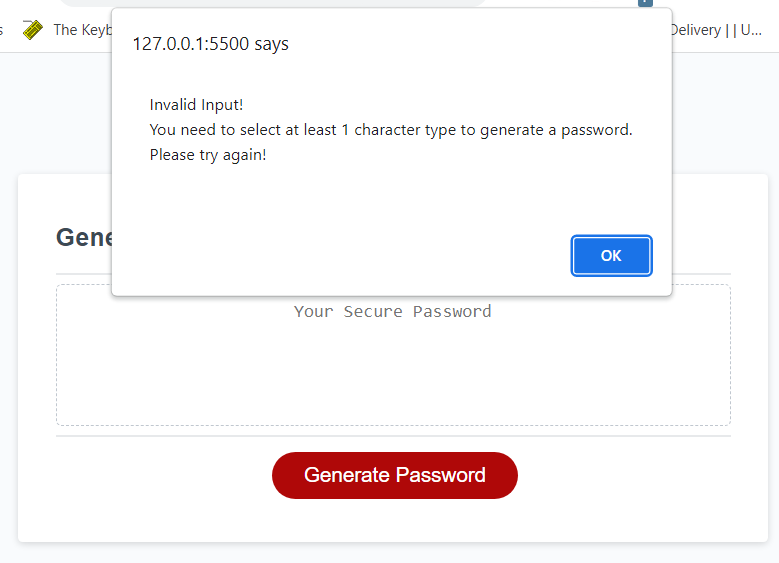 The Keyb
Delivery | | U...
127.0.0.1:5500 says
Invalid Input!
You need to select at least 1 character type to generate a password.
Please try again!
OK
Gene
Your Secure Password
Generate Password